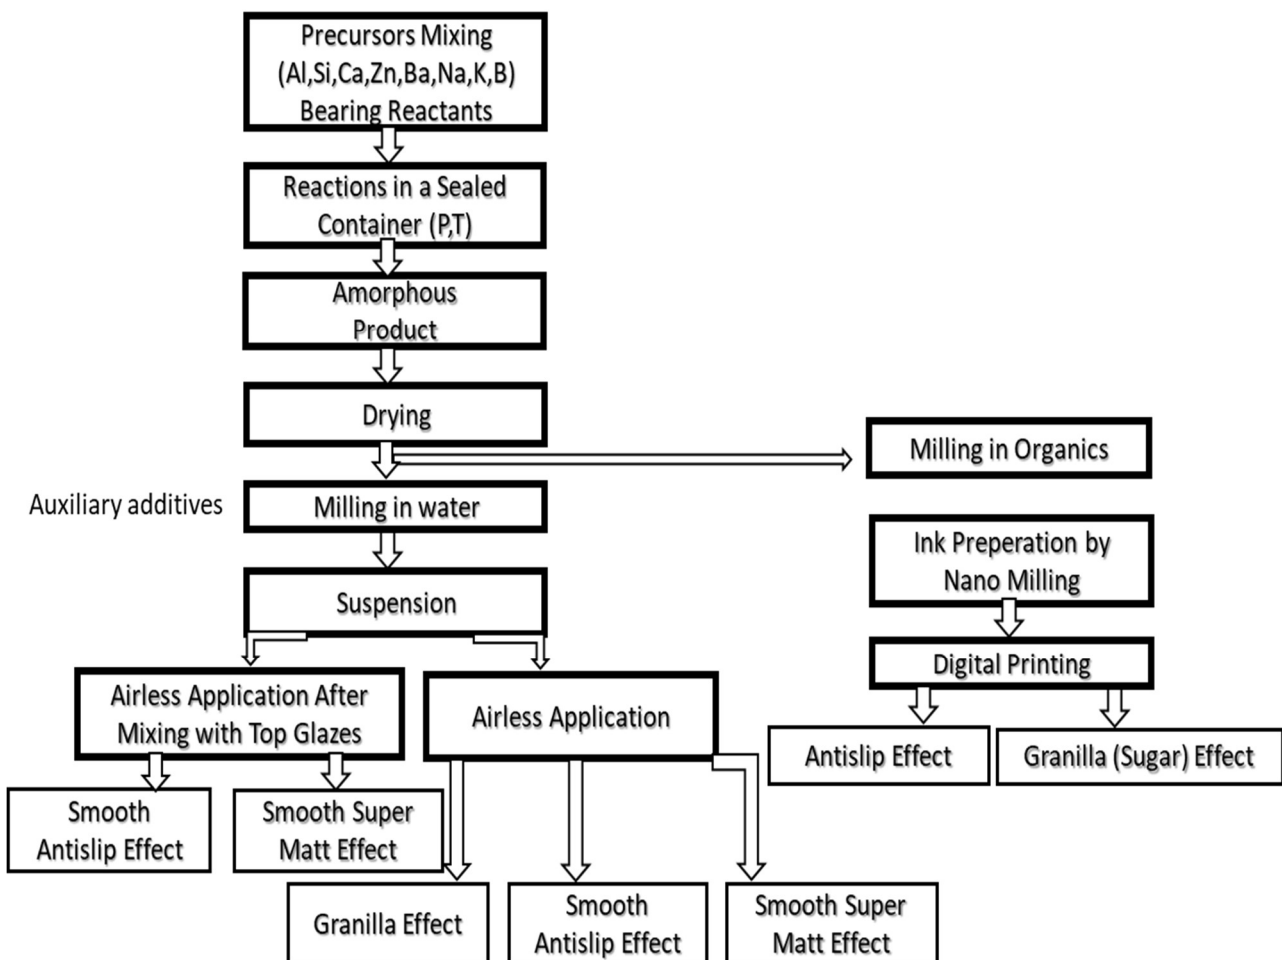 Precursors Mixing
(Al,Si,Ca,Zn,Ba,Na,K,B)
Bearing Reactants
Reactions in a Sealed
Container (P,T)
Amorphous
Product
Drying
Milling in Organics
Auxiliary additives
Milling in water
Ink Preperation by
Nano Milling
Suspension
Digital Printing
Airless Application After
Mixing with Top Glazes
Airless Application
Antislip Effect
Granilla (Sugar) Effect
Smooth
Antislip Effect
Smooth Super
Matt Effect
Granilla Effect
Smooth
Antislip Effect
Smooth Super
Matt Effect